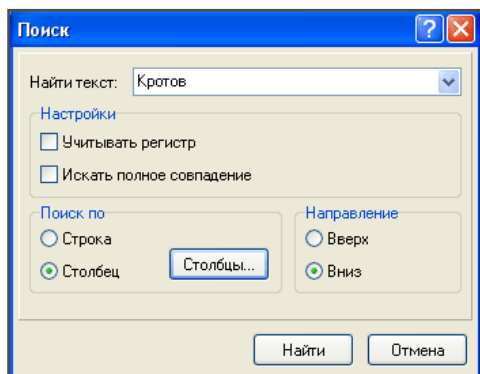 Поиск
Найти текст: Кротов
Настройки
Учитывать регистр
Искать полное совпадение
Поиск по
Строка
Столбец
Столбцы...
Направление
Вверх
Вниз
Найти Отмена